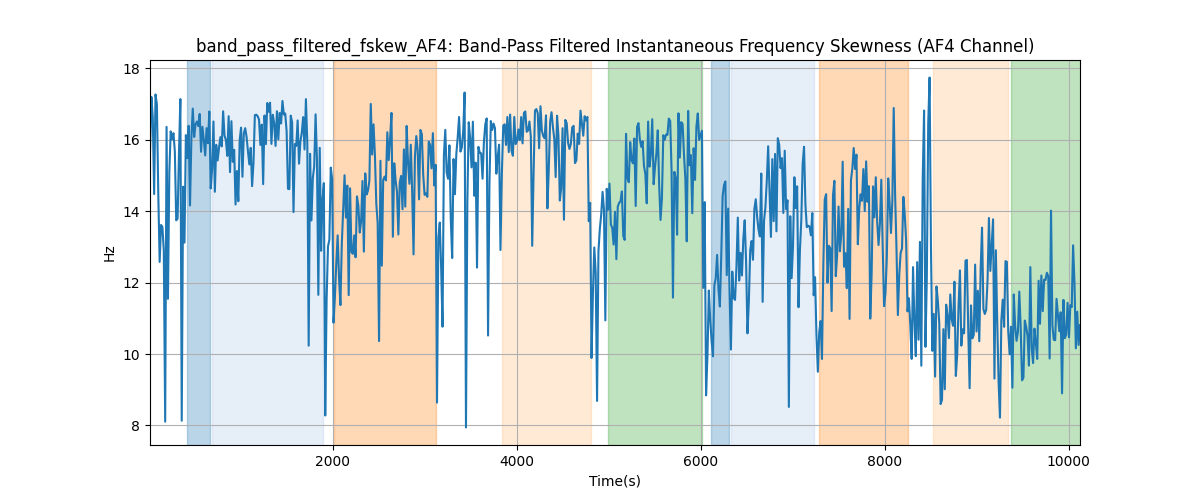 band_pass_filtered_fskew_AF4: Band-Pass Filtered Instantaneous Frequency Skewness (AF4 Channel)
18
16
14
12
10
8
Hz
2000 4000 6000 8000 10000
Time(s)